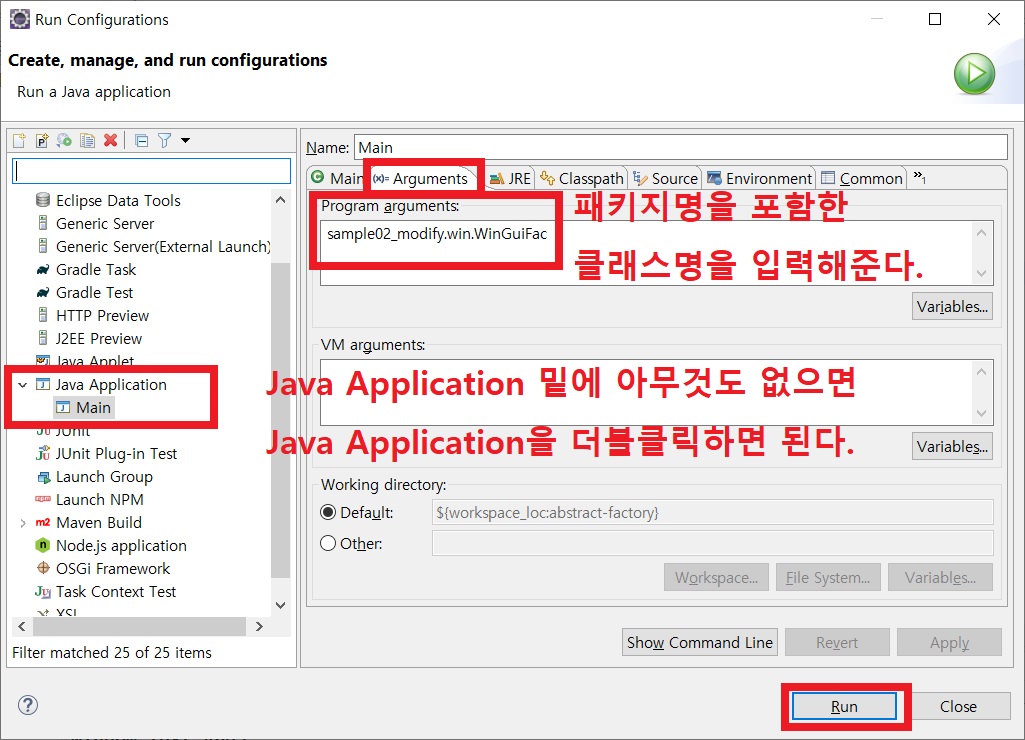 Run Configurations
Create, manage, and run configurations
Run a Java application
Eclipse Data Tools
Generic Server
Generic Server(External Launch)
Gradle Task
Gradle Test
HTTP Preview
J2EE Preview
Java Applet
Java Application
Main
JUnit
JUnit Plug-in Test
Launch Group
Launch NPM
m2 Maven Build
Node.js application
OSGi Framework
Task Context Test
XSL
Filter matched 25 of 25 items
Name: Main
Main (x)= Arguments JRE Classpath Source Environment Common »1
Program arguments:
sample02_modify.win.WinGuiFac
패키지명을 포함한
클래스명을 입력해준다.
Variables...
VM arguments:
Java Application 밑에 아무것도 없으면
Java Application을 더블클릭하면 된다.
Variables...
Working directory:
Default: ${workspace_loc:abstract-factory}
Other:
Workspace... File System... Variables...
Show Command Line Revert Apply
Run Close